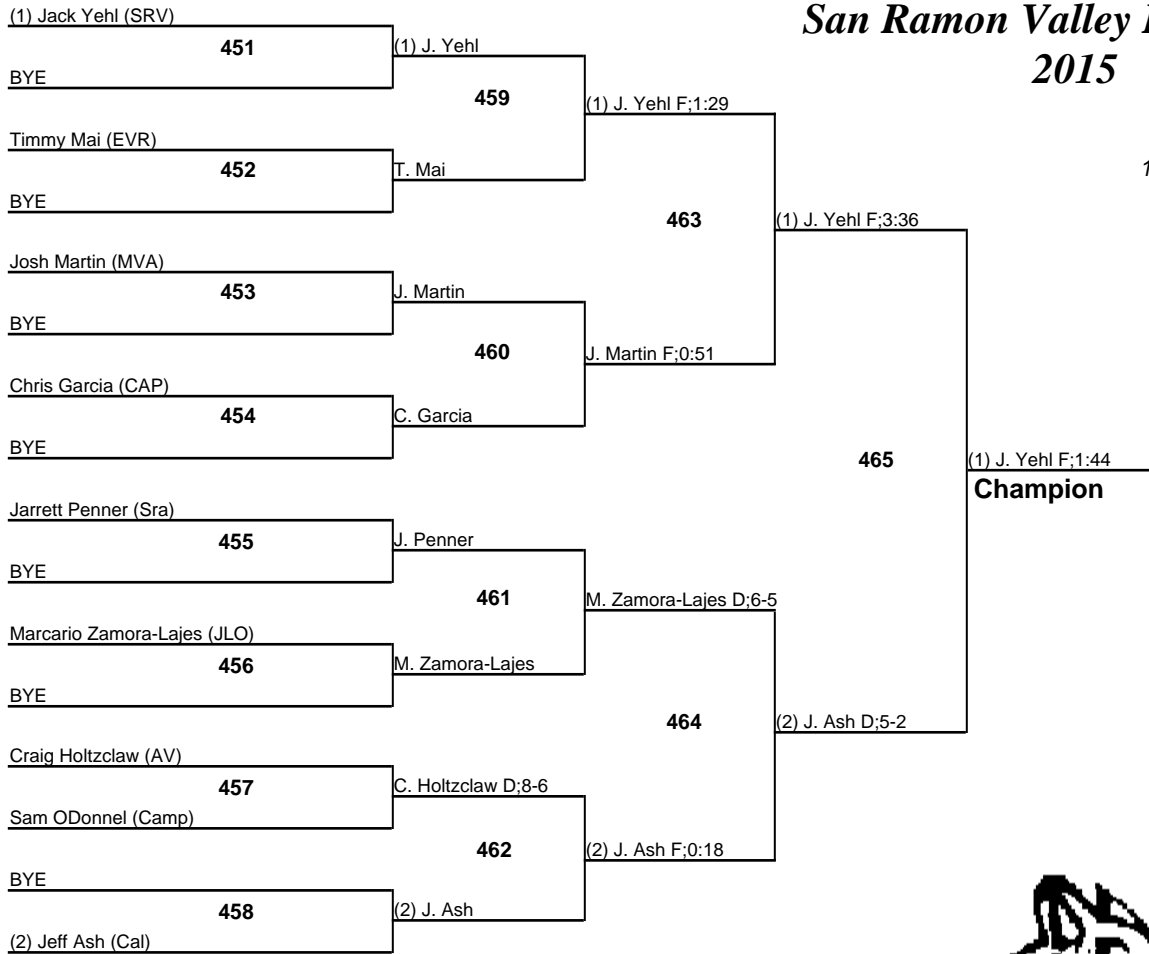 (1) Jack Yehl (SRV)
451
BYE
(1) J. Yehl
459
Timmy Mai (EVR)
452
BYE
T. Mai
(1) J. Yehl F;1:29
463
Josh Martin (MVA)
453
BYE
J. Martin
460
Chris Garcia (CAP)
454
BYE
C. Garcia
J. Martin F;0:51
(1) J. Yehl F;3:36
465
Jarrett Penner (Sra)
455
BYE
J. Penner
461
Marcario Zamora-Lajes (JLO)
456
BYE
M. Zamora-Lajes
M. Zamora-Lajes D;6-5
464
Craig Holtzclaw (AV)
457
Sam ODonnel (Camp)
C. Holtzclaw D;8-6
462
BYE
458
(2) Jeff Ash (Cal)
(2) J. Ash
(2) J. Ash F;0:18
(2) J. Ash D;5-2
(1) J. Yehl F;1:44
Champion
San Ramon Valley
2015
1